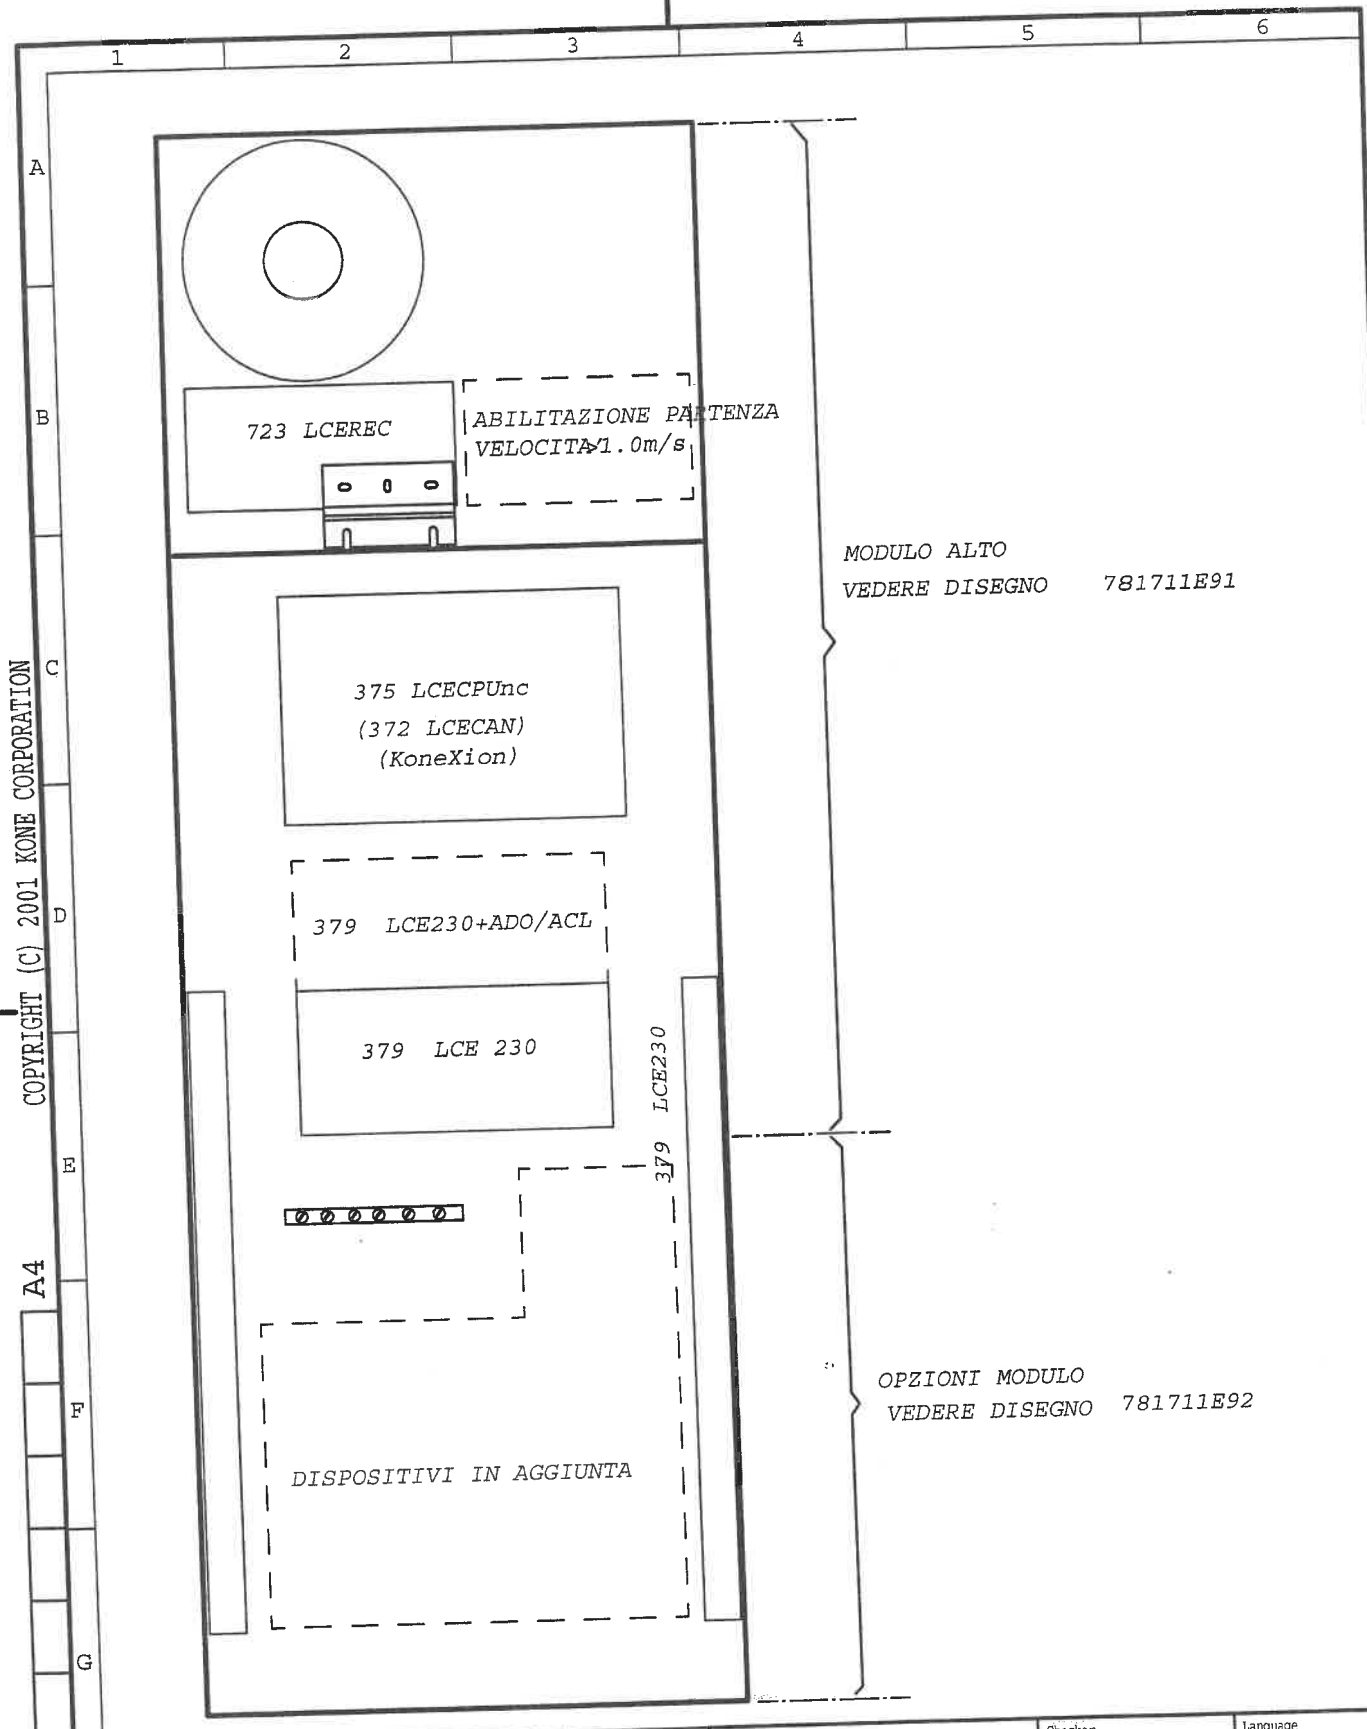 1 2 3 4 5 6
A
B
C
D
E
F
G
723 LCEREC
ABILITAZIONE PARTENZA
VELOCITA>1.0m/s
MODULO ALTO
VEDERE DISEGNO 781711E91
375 LCECPUnc
(372 LCECAN)
(KoneXion)
379 LCE230+ADO/ACL
379 LCE 230
379 LCE230
OPZIONI MODULO
VEDERE DISEGNO 781711E92
DISPOSITIVI IN AGGIUNTA
COPYRIGHT (C) 2001 KONE CORPORATION
A4
Language